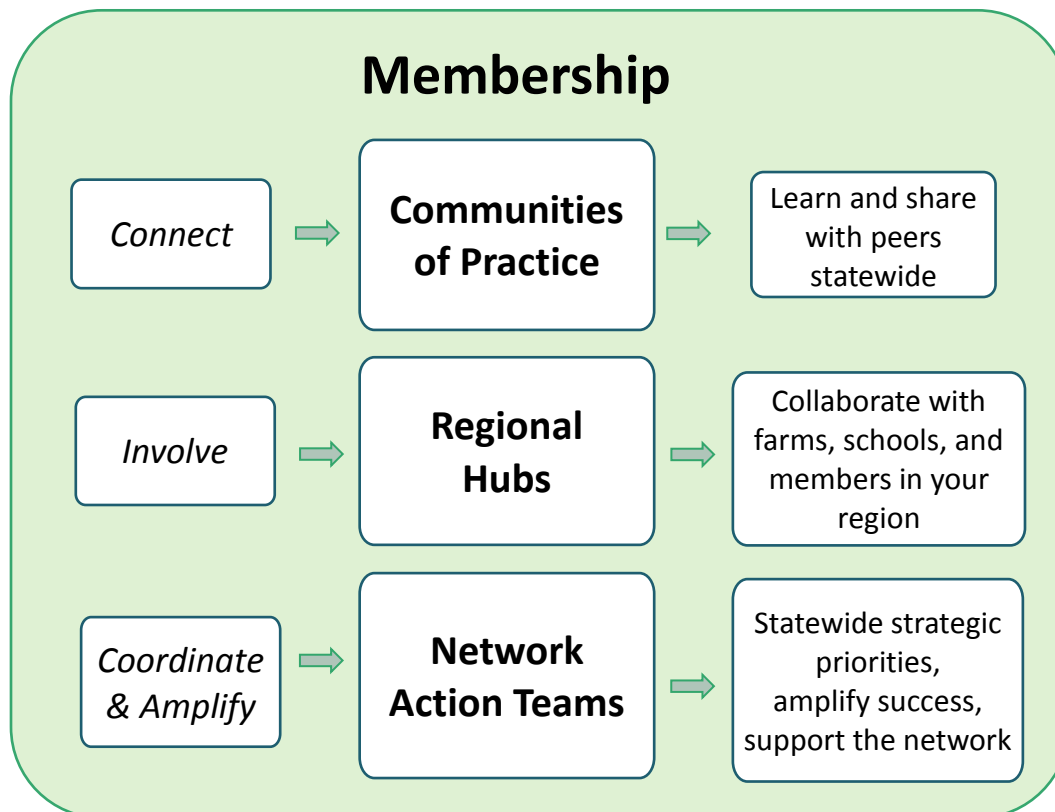 Membership
Connect
Communities
of Practice
Learn and share
with peers
statewide
Involve
Regional
Hubs
Collaborate with
farms, schools, and
members in your
region
Coordinate
& Amplify
Network
Action Teams
Statewide strategic
priorities,
amplify success,
support the network